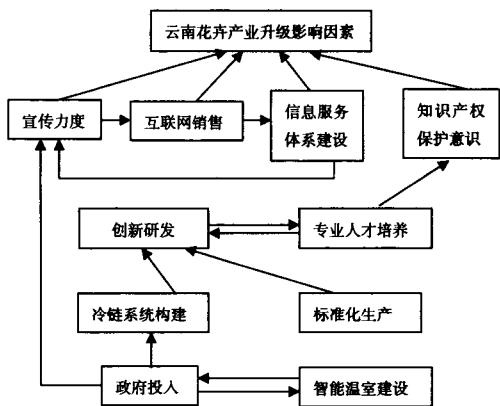 云南花卉产业升级影响因素
宣传力度
互联网销售
信息服务
体系建设
知识产权
保护意识
创新研发
专业人才培养
冷链系统构建
标准化生产
政府投入
智能温室建设